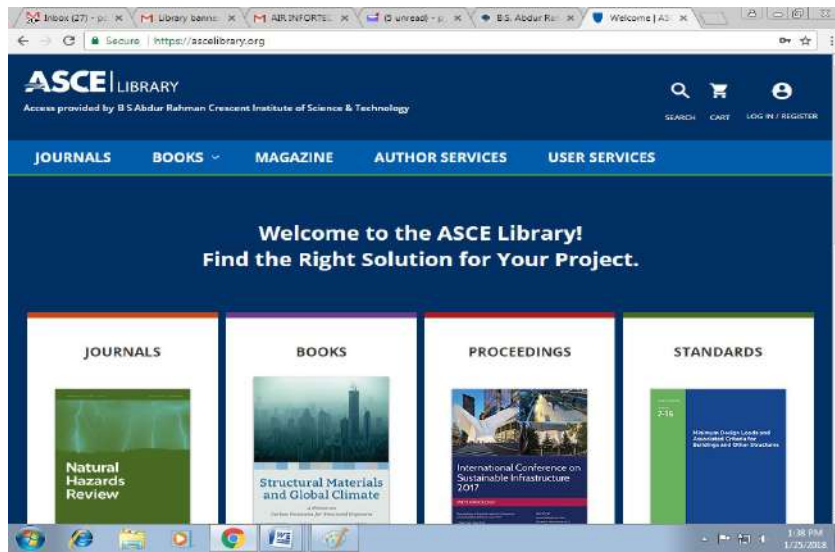 Inbox (27) - p
Library banne
AIR INFORTE
(5 unread) - p
B.S. Abdur Ra
Welcome | AS
Secure | https://ascelibrary.org
ASCE | LIBRARY
Access provided by B S Abdur Rahman Crescent Institute of Science & Technology
SEARCH CART LOG IN / REGISTER
JOURNALS BOOKS MAGAZINE AUTHOR SERVICES USER SERVICES
Welcome to the ASCE Library!
Find the Right Solution for Your Project.
JOURNALS
Natural
Hazards
Review
BOOKS
Structural Materials
and Global Climate
PROCEEDINGS
International Conference on
Sustainable Infrastructure
2017
STANDARDS
7-16
Minimum Design Loads and
Associated Criteria for
Buildings and Other Structures
1:38 PM
1/25/2018